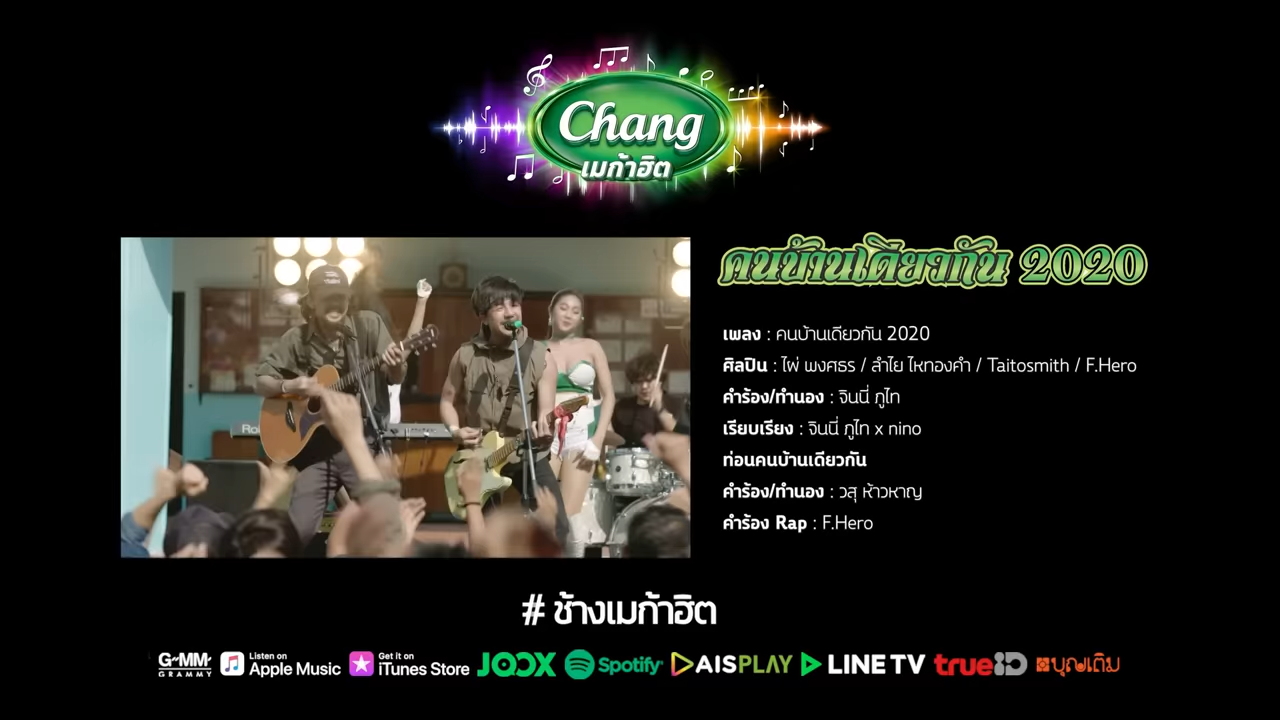 Chang
เมก้าฮิต
คนบ้านเดียวกัน 2020
เพลง : คนบ้านเดียวกัน 2020
ศิลปิน : ไผ่ พงศธร / ลำไย ไหทองคำ / Taitosmith / F.Hero
คำร้อง/ทำนอง : จินนี่ ภูไท
เรียบเรียง : จินนี่ ภูไท x nino
ท่อนคนบ้านเดียวกัน
คำร้อง/ทำนอง : วสุ ห้าวหาญ
คำร้อง Rap : F.Hero
# ช้างเมก้าฮิต
GMM GRAMMY Listen on Apple Music Get it on iTunes Store JOOX Spotify AISPLAY LINE TV trueID บุญเติม